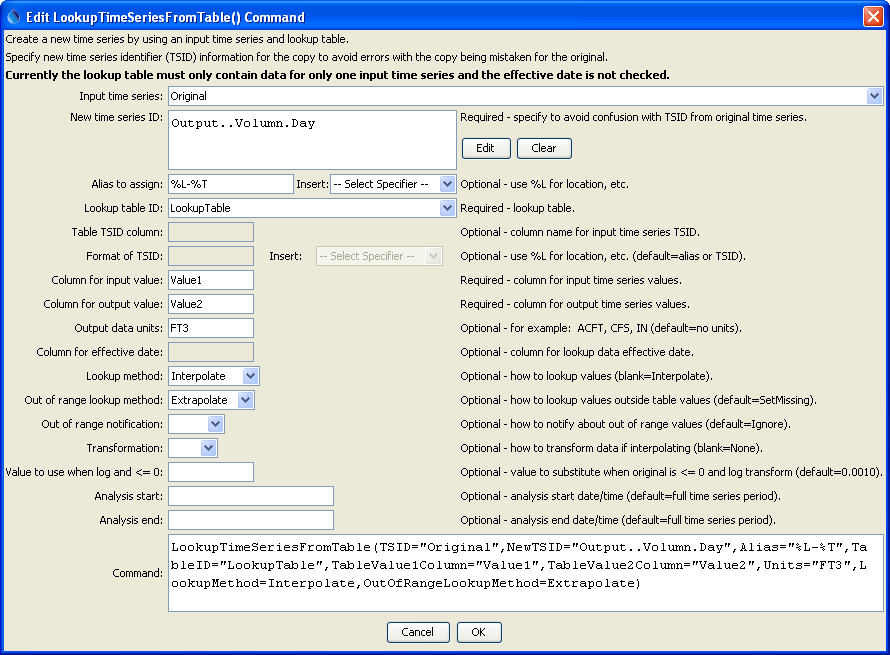 Edit LookupTimeSeriesFromTable() Command
Create a new time series by using an input time series and lookup table.
Specify new time series identifier (TSID) information for the copy to avoid errors with the copy being mistaken for the original.
Currently the lookup table must only contain data for only one input time series and the effective date is not checked.
Input time series: Original
New time series ID: Output..Volumn.Day Required - specify to avoid confusion with TSID from original time series.
Edit Clear
Alias to assign: %L-%T Insert: -- Select Specifier -- Optional - use %L for location, etc.
Lookup table ID: LookupTable Required - lookup table.
Table TSID column: Optional - column name for input time series TSID.
Format of TSID: Insert: -- Select Specifier -- Optional - use %L for location, etc. (default=alias or TSID).
Column for input value: Value1 Required - column for input time series values.
Column for output value: Value2 Required - column for output time series values.
Output data units: FT3 Optional - for example:  ACFT, CFS, IN (default=no units).
Column for effective date: Optional - column for lookup data effective date.
Lookup method: Interpolate Optional - how to lookup values (blank=Interpolate).
Out of range lookup method: Extrapolate Optional - how to lookup values outside table values (default=SetMissing).
Out of range notification: Optional - how to notify about out of range values (default=Ignore).
Transformation: Optional - how to transform data if interpolating (blank=None).
Value to use when log and <= 0: Optional - value to substitute when original is <= 0 and log transform (default=0.0010).
Analysis start: Optional - analysis start date/time (default=full time series period).
Analysis end: Optional - analysis end date/time (default=full time series period).
LookupTimeSeriesFromTable(TSID="Original",NewTSID="Output..Volumn.Day",Alias="%L-%T",Ta
Command: bleID="LookupTable",TableValue1Column="Value1",TableValue2Column="Value2",Units="FT3",L
ookupMethod=Interpolate,OutOfRangeLookupMethod=Extrapolate)
Cancel OK